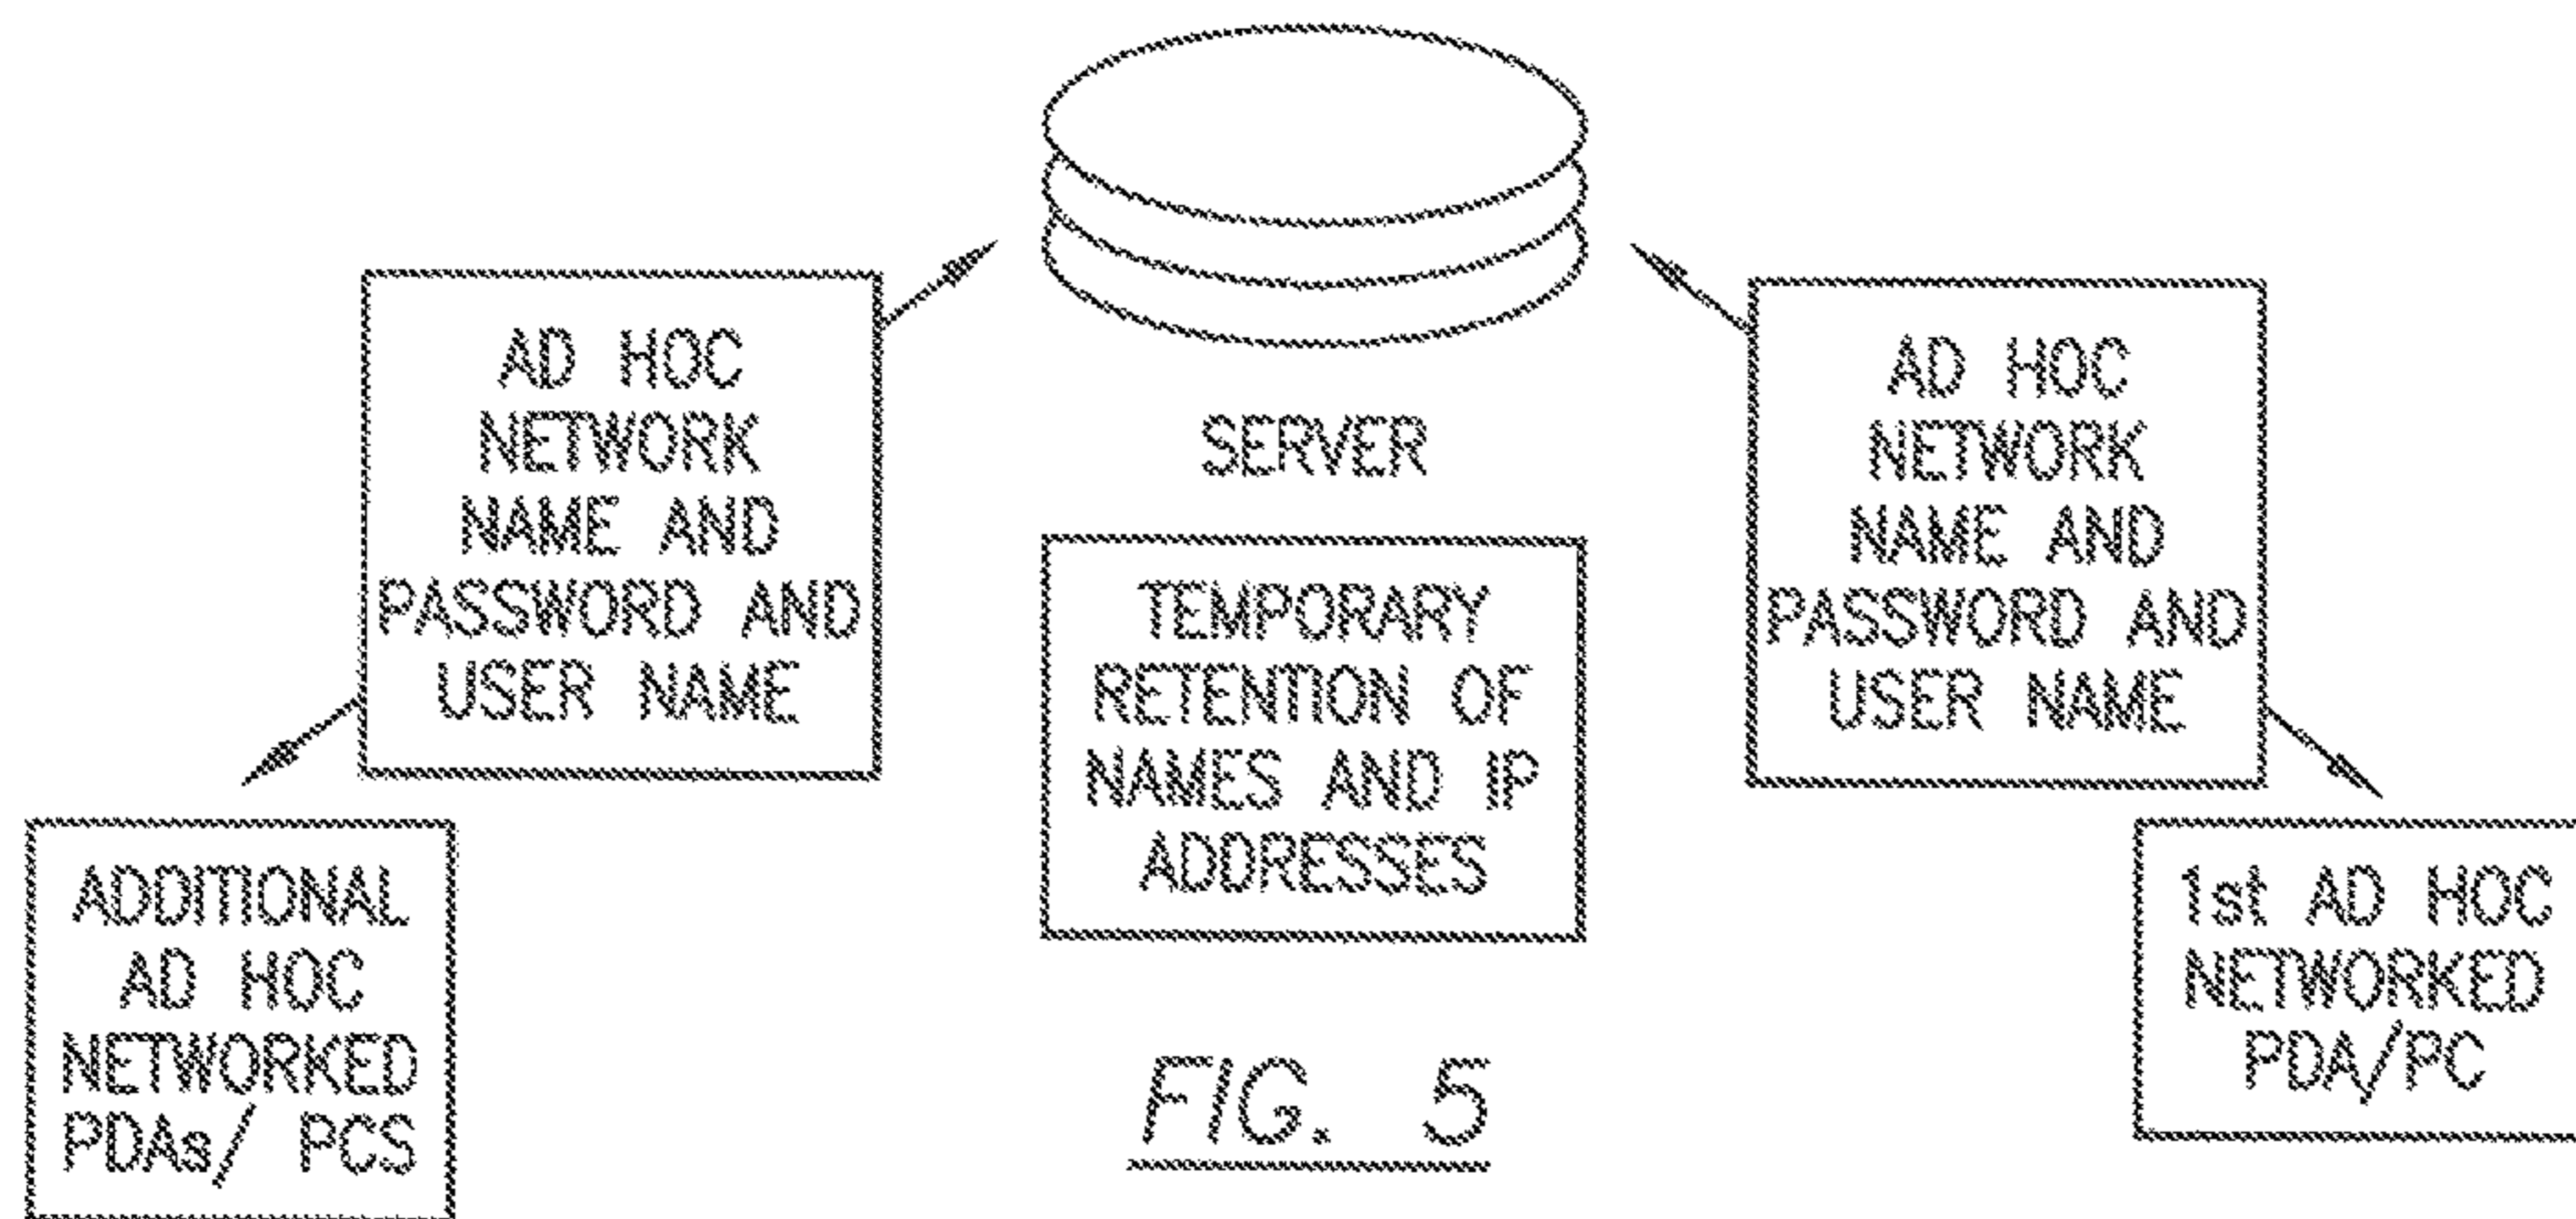 AD HOC
NETWORK
NAME AND
PASSWORD AND
USER NAME
SERVER
AD HOC
NETWORK
NAME AND
PASSWORD AND
USER NAME
TEMPORARY
RETENTION OF
NAMES AND IP
ADDRESSES
ADDITIONAL
AD HOC
NETWORKED
PDAs/ PCS
1st AD HOC
NETWORKED
PDA/PC
FIG. 5